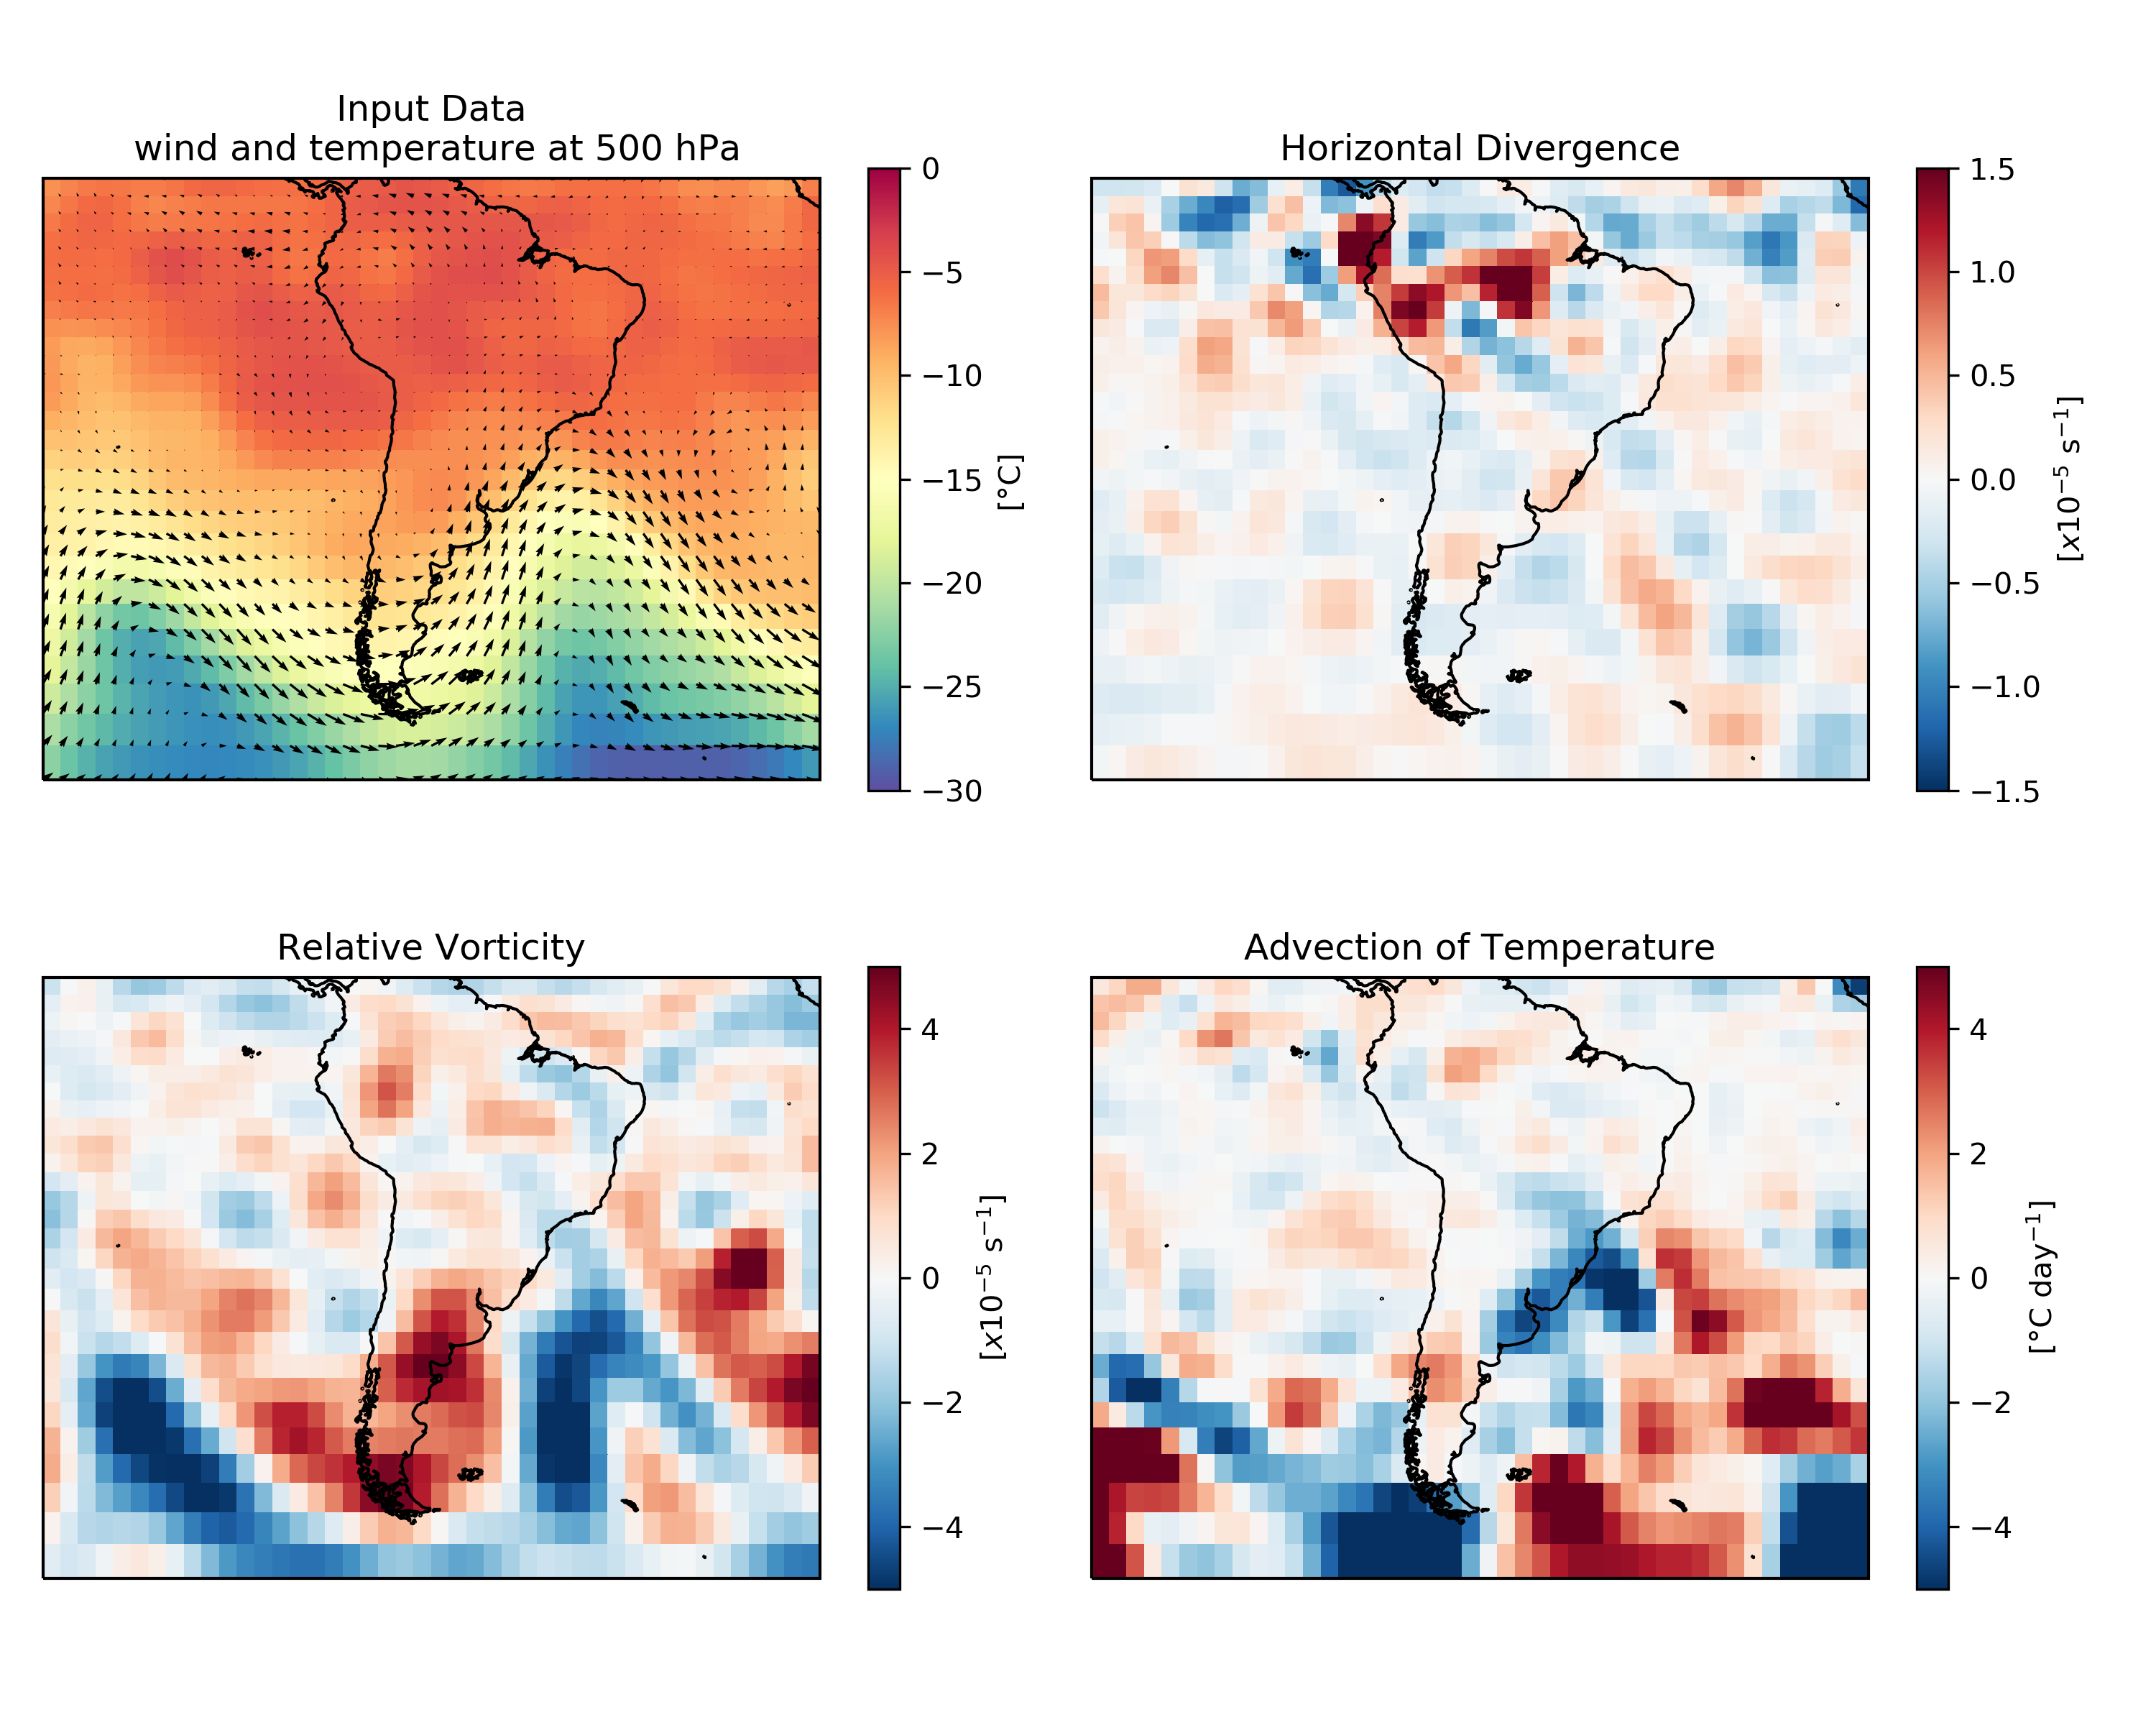 Input Data
wind and temperature at 500 hPa
0
−5
−10
−15
−20
−25
−30
[°C]
Horizontal Divergence
1.5
1.0
0.5
0.0
−0.5
−1.0
−1.5
[x10⁻⁵ s⁻¹]
Relative Vorticity
4
2
0
−2
−4
[x10⁻⁵ s⁻¹]
Advection of Temperature
4
2
0
−2
−4
[°C day⁻¹]